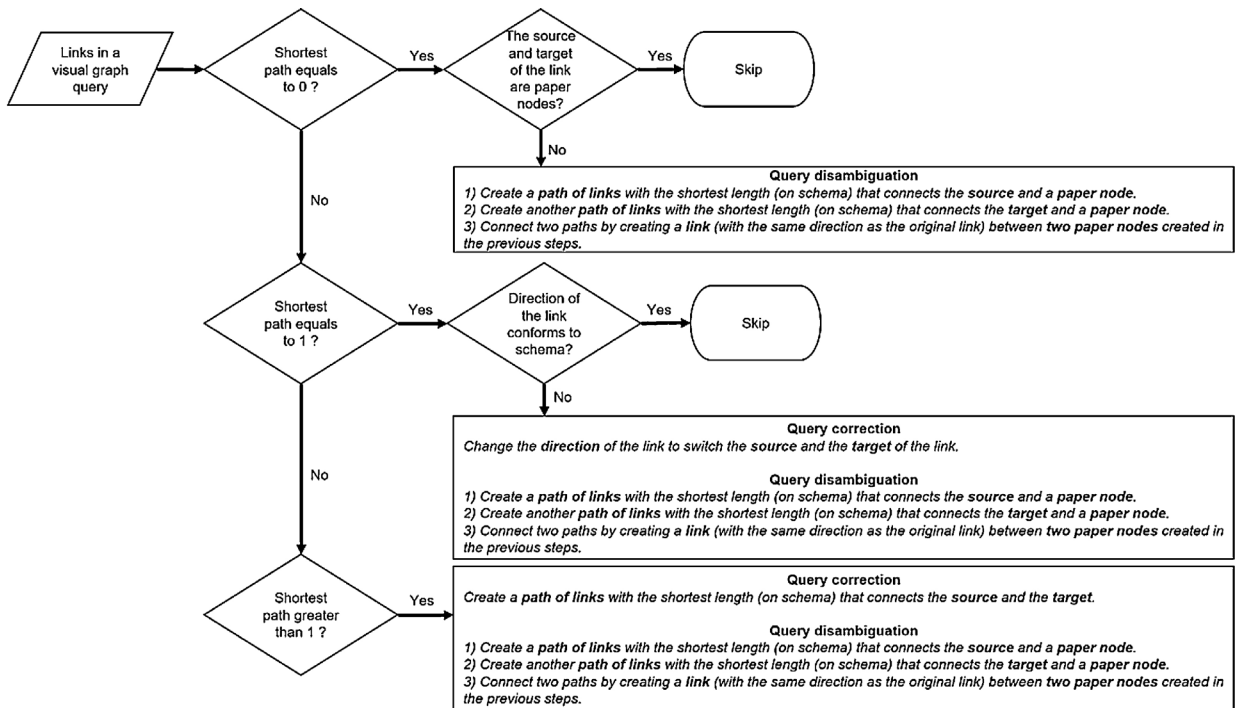 Links in a
visual graph
query
Shortest
path equals
to 0 ?
Yes
The source
and target
of the link
are paper
nodes?
Yes
Skip
No
No
Query disambiguation
1) Create a path of links with the shortest length (on schema) that connects the source and a paper node.
2) Create another path of links with the shortest length (on schema) that connects the target and a paper node.
3) Connect two paths by creating a link (with the same direction as the original link) between two paper nodes created in
the previous steps.
Shortest
path equals
to 1 ?
Yes
Direction of
the link
conforms to
schema?
Yes
Skip
No
No
Query correction
Change the direction of the link to switch the source and the target of the link.
Query disambiguation
1) Create a path of links with the shortest length (on schema) that connects the source and a paper node.
2) Create another path of links with the shortest length (on schema) that connects the target and a paper node.
3) Connect two paths by creating a link (with the same direction as the original link) between two paper nodes created in
the previous steps.
Shortest
path greater
than 1 ?
Yes
Query correction
Create a path of links with the shortest length (on schema) that connects the source and the target.
Query disambiguation
1) Create a path of links with the shortest length (on schema) that connects the source and a paper node.
2) Create another path of links with the shortest length (on schema) that connects the target and a paper node.
3) Connect two paths by creating a link (with the same direction as the original link) between two paper nodes created in
the previous steps.